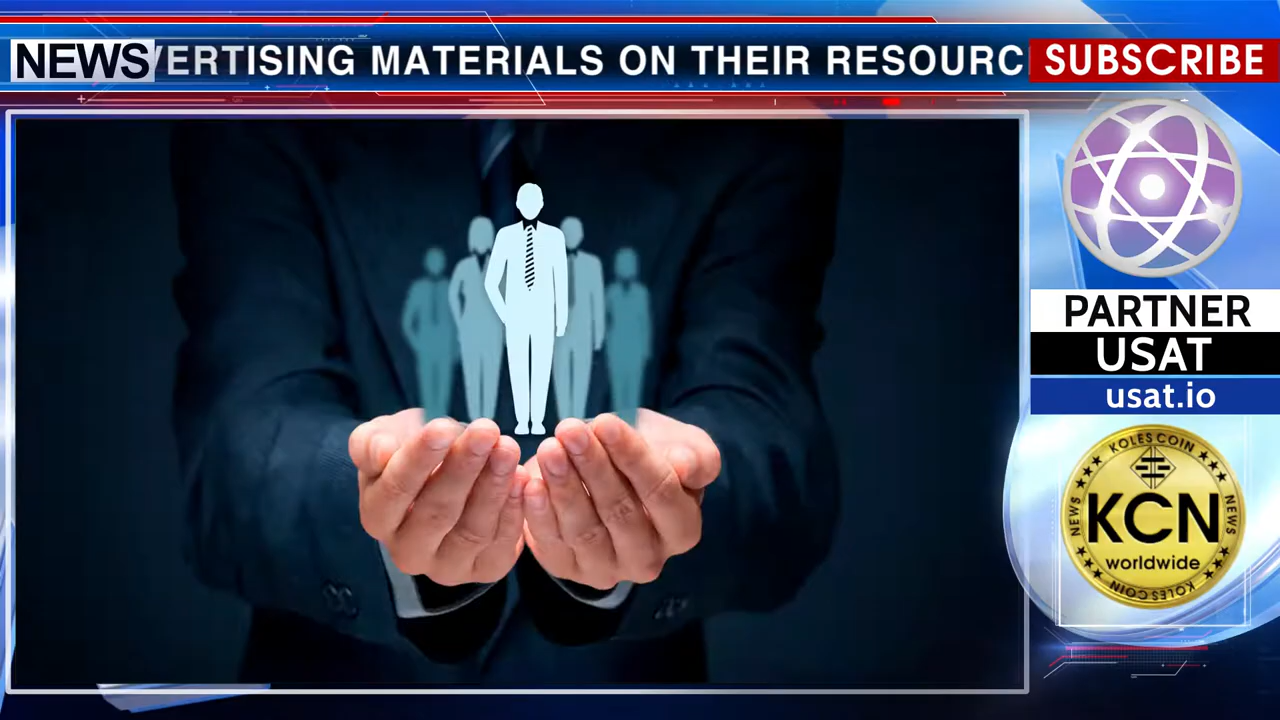 NEWS
VERTISING MATERIALS ON THEIR RESOURC
SUBSCRIBE
PARTNER
USAT
usat.io
KOLES COIN
NEWS
KCN
NEWS
worldwide
KOLES COIN